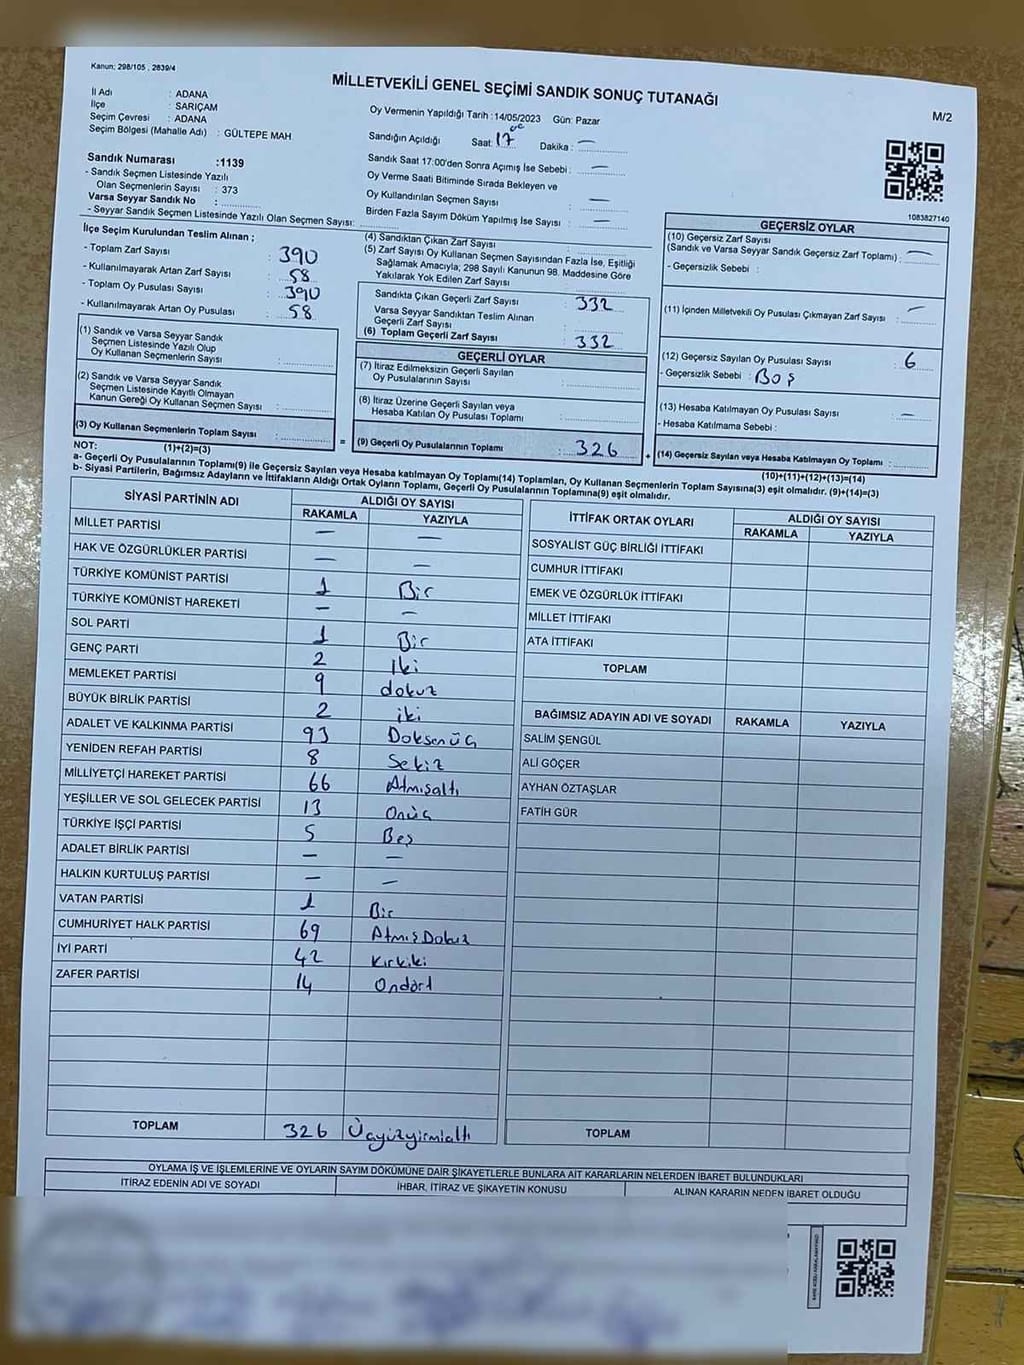 Kanun: 298/105 , 2839/4
MİLLETVEKİLİ GENEL SEÇİMİ SANDIK SONUÇ TUTANAĞI
M/2
İl Adı : ADANA
İlçe : SARIÇAM
Seçim Çevresi : ADANA
Seçim Bölgesi (Mahalle Adı) : GÜLTEPE MAH
Sandık Numarası :1139
- Sandık Seçmen Listesinde Yazılı
Olan Seçmenlerin Sayısı : 373
Varsa Seyyar Sandık No :
- Seyyar Sandık Seçmen Listesinde Yazılı Olan Seçmen Sayısı:
Oy Vermenin Yapıldığı Tarih :14/05/2023 Gün: Pazar
Sandığın Açıldığı Saat: 17 00 Dakika : —
Sandık Saat 17:00'den Sonra Açımış İse Sebebi : —
Oy Verme Saati Bitiminde Sırada Bekleyen ve
Oy Kullandırılan Seçmen Sayısı : —
Birden Fazla Sayım Döküm Yapılmış İse Sayısı : —
1083827140
İlçe Seçim Kurulundan Teslim Alınan ;
- Toplam Zarf Sayısı : 390
- Kullanılmayarak Artan Zarf Sayısı : 58
- Toplam Oy Pusulası Sayısı : 390
- Kullanılmayarak Artan Oy Pusulası : 58
(1) Sandık ve Varsa Seyyar Sandık
Seçmen Listesinde Yazılı Olup
Oy Kullanan Seçmenlerin Sayısı :
(2) Sandık ve Varsa Seyyar Sandık
Seçmen Listesinde Kayıtlı Olmayan
Kanun Gereği Oy Kullanan Seçmen Sayısı :
(3) Oy Kullanan Seçmenlerin Toplam Sayısı :
(1)+(2)=(3)
(4) Sandıktan Çıkan Zarf Sayısı :
(5) Zarf Sayısı Oy Kullanan Seçmen Sayısından Fazla İse, Eşitliği
Sağlamak Amacıyla; 298 Sayılı Kanunun 98. Maddesine Göre
Yakılarak Yok Edilen Zarf Sayısı :
Sandıkta Çıkan Geçerli Zarf Sayısı : 332
Varsa Seyyar Sandıktan Teslim Alınan
Geçerli Zarf Sayısı :
(6) Toplam Geçerli Zarf Sayısı : 332
GEÇERLİ OYLAR
(7) İtiraz Edilmeksizin Geçerli Sayılan
Oy Pusulalarının Sayısı :
(8) İtiraz Üzerine Geçerli Sayılan veya
Hesaba Katılan Oy Pusulası Toplamı :
= (9) Geçerli Oy Pusulalarının Toplamı : 326 +
GEÇERSİZ OYLAR
(10) Geçersiz Zarf Sayısı
(Sandık ve Varsa Seyyar Sandık Geçersiz Zarf Toplamı) : —
- Geçersizlik Sebebi :
(11) İçinden Milletvekili Oy Pusulası Çıkmayan Zarf Sayısı : —
(12) Geçersiz Sayılan Oy Pusulası Sayısı : 6
- Geçersizlik Sebebi : Boş
(13) Hesaba Katılmayan Oy Pusulası Sayısı : —
- Hesaba Katılmama Sebebi :
(14) Geçersiz Sayılan veya Hesaba Katılmayan Oy Toplamı :
(10)+(11)+(12)+(13)=(14)
NOT:
a- Geçerli Oy Pusulalarının Toplamı(9) ile Geçersiz Sayılan veya Hesaba katılmayan Oy Toplamı(14) Toplamları, Oy Kullanan Seçmenlerin Toplam Sayısına(3) eşit olmalıdır. (9)+(14)=(3)
b- Siyasi Partilerin, Bağımsız Adayların ve İttifakların Aldığı Ortak Oyların Toplamı, Geçerli Oy Pusulalarının Toplamına(9) eşit olmalıdır.
SİYASİ PARTİNİN ADI ALDIĞI OY SAYISI
RAKAMLA YAZIYLA
MİLLET PARTİSİ — —
HAK VE ÖZGÜRLÜKLER PARTİSİ — —
TÜRKİYE KOMÜNİST PARTİSİ 1 Bir
TÜRKİYE KOMÜNİST HAREKETİ — —
SOL PARTİ 1 Bir
GENÇ PARTİ 2 İki
MEMLEKET PARTİSİ 9 dokuz
BÜYÜK BİRLİK PARTİSİ 2 iki
ADALET VE KALKINMA PARTİSİ 93 Doksanüç
YENİDEN REFAH PARTİSİ 8 Sekiz
MİLLİYETÇİ HAREKET PARTİSİ 66 Atmışaltı
YEŞİLLER VE SOL GELECEK PARTİSİ 13 Onüç
TÜRKİYE İŞÇİ PARTİSİ 5 Beş
ADALET BİRLİK PARTİSİ — —
HALKIN KURTULUŞ PARTİSİ — —
VATAN PARTİSİ 1 Bir
CUMHURİYET HALK PARTİSİ 69 Atmış Dokuz
İYİ PARTİ 42 Kırkiki
ZAFER PARTİSİ 14 Ondört
TOPLAM 326 Üçyüzyirmialtı
İTTİFAK ORTAK OYLARI ALDIĞI OY SAYISI
RAKAMLA YAZIYLA
SOSYALİST GÜÇ BİRLİĞİ İTTİFAKI
CUMHUR İTTİFAKI
EMEK VE ÖZGÜRLÜK İTTİFAKI
MİLLET İTTİFAKI
ATA İTTİFAKI
TOPLAM
BAĞIMSIZ ADAYIN ADI VE SOYADI RAKAMLA YAZIYLA
SALİM ŞENGÜL
ALİ GÖÇER
AYHAN ÖZTAŞLAR
FATİH GÜR
TOPLAM
OYLAMA İŞ VE İŞLEMLERİNE VE OYLARIN SAYIM DÖKÜMÜNE DAİR ŞİKAYETLERLE BUNLARA AİT KARARLARIN NELERDEN İBARET BULUNDUKLARI
İTİRAZ EDENİN ADI VE SOYADI İHBAR, İTİRAZ VE ŞİKAYETİN KONUSU ALINAN KARARIN NEDEN İBARET OLDUĞU